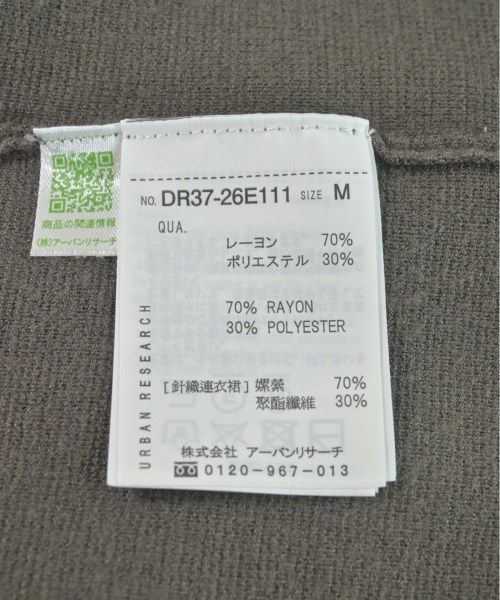 商品の関連情報
(株)アーバンリサーチ
NO. DR37-26E111 SIZE M
QUA.
レーヨン 70%
ポリエステル 30%
70% RAYON
30% POLYESTER
[針織連衣裙] 嫘縈 70%
聚酯纖維 30%
URBAN RESEARCH
株式会社 アーバンリサーチ
0120-967-013